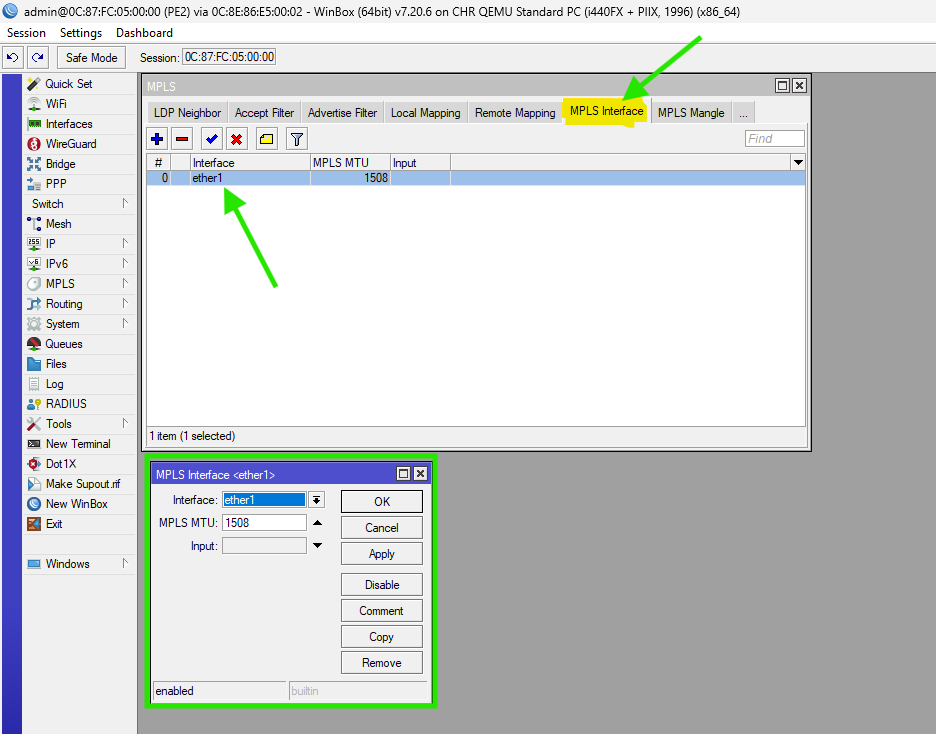 admin@0C:87:FC:05:00:00 (PE2) via 0C:8E:86:E5:00:02 - WinBox (64bit) v7.20.6 on CHR QEMU Standard PC (i440FX + PIIX, 1996) (x86_64)
Session Settings Dashboard
Safe Mode Session: 0C:87:FC:05:00:00
Quick Set
WiFi
Interfaces
WireGuard
Bridge
PPP
Switch
Mesh
IP
IPv6
MPLS
Routing
System
Queues
Files
Log
RADIUS
Tools
New Terminal
Dot1X
Make Supout.rif
New WinBox
Exit
Windows
MPLS
LDP Neighbor Accept Filter Advertise Filter Local Mapping Remote Mapping MPLS Interface MPLS Mangle ...
Find
# Interface MPLS MTU Input
0 ether1 1508
1 item (1 selected)
MPLS Interface <ether1>
Interface: ether1 OK
MPLS MTU: 1508 Cancel
Input: Apply
Disable
Comment
Copy
Remove
enabled builtin